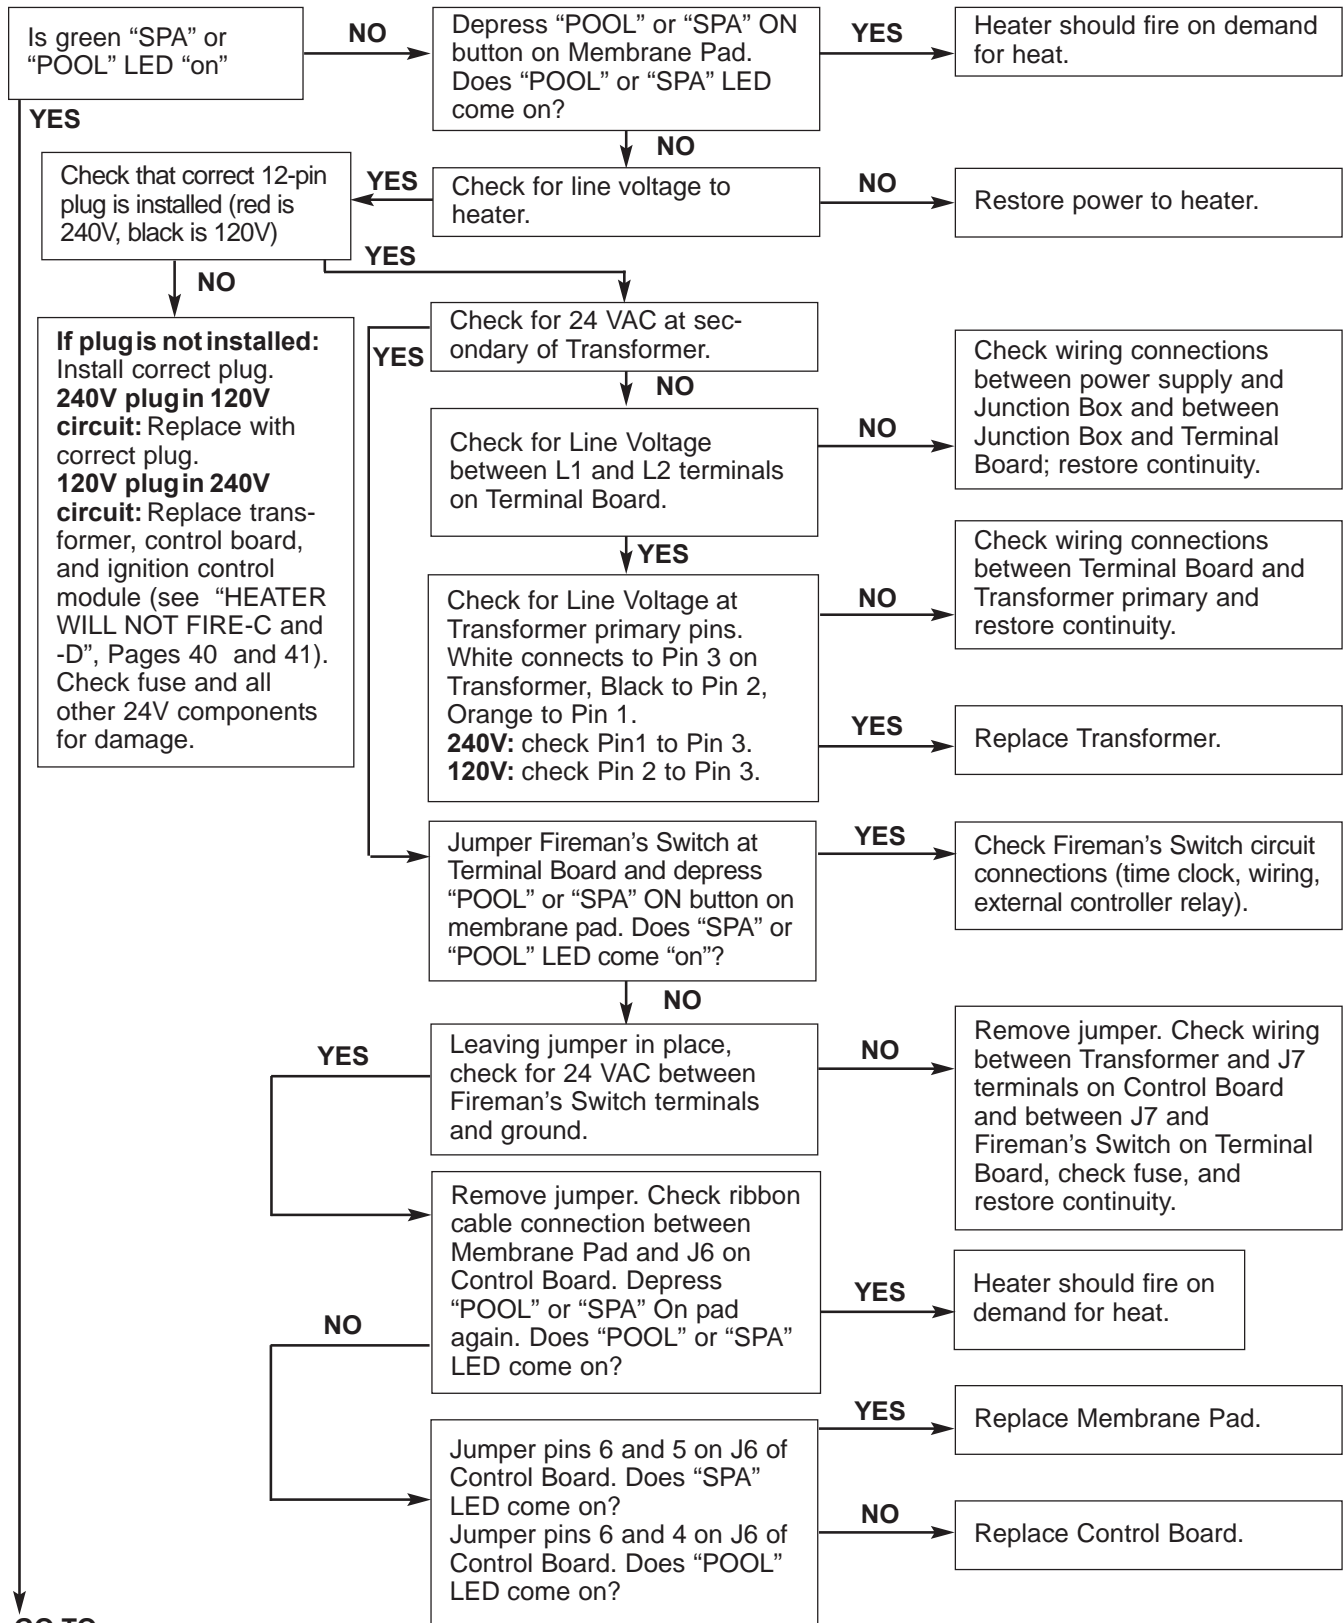 Is green “SPA” or
“POOL” LED “on”
NO
Depress “POOL” or “SPA” ON
button on Membrane Pad.
Does “POOL” or “SPA” LED
come on?
YES
Heater should fire on demand
for heat.
YES
NO
Check that correct 12-pin
plug is installed (red is
240V, black is 120V)
YES
Check for line voltage to
heater.
NO
Restore power to heater.
NO
YES
If plug is not installed:
Install correct plug.
240V plug in 120V
circuit: Replace with
correct plug.
120V plug in 240V
circuit: Replace trans-
former, control board,
and ignition control
module (see “HEATER
WILL NOT FIRE-C and
-D”, Pages 40 and 41).
Check fuse and all
other 24V components
for damage.
Check for 24 VAC at sec-
ondary of Transformer.
YES
NO
Check for Line Voltage
between L1 and L2 terminals
on Terminal Board.
NO
Check wiring connections
between power supply and
Junction Box and between
Junction Box and Terminal
Board; restore continuity.
YES
Check for Line Voltage at
Transformer primary pins.
White connects to Pin 3 on
Transformer, Black to Pin 2,
Orange to Pin 1.
240V: check Pin1 to Pin 3.
120V: check Pin 2 to Pin 3.
NO
Check wiring connections
between Terminal Board and
Transformer primary and
restore continuity.
YES
Replace Transformer.
Jumper Fireman’s Switch at
Terminal Board and depress
“POOL” or “SPA” ON button on
membrane pad. Does “SPA” or
“POOL” LED come “on”?
YES
Check Fireman’s Switch circuit
connections (time clock, wiring,
external controller relay).
NO
YES
Leaving jumper in place,
check for 24 VAC between
Fireman’s Switch terminals
and ground.
NO
Remove jumper. Check wiring
between Transformer and J7
terminals on Control Board
and between J7 and
Fireman’s Switch on Terminal
Board, check fuse, and
restore continuity.
Remove jumper. Check ribbon
cable connection between
Membrane Pad and J6 on
Control Board. Depress
“POOL” or “SPA” On pad
again. Does “POOL” or “SPA”
LED come on?
YES
Heater should fire on
demand for heat.
NO
Jumper pins 6 and 5 on J6 of
Control Board. Does “SPA”
LED come on?
Jumper pins 6 and 4 on J6 of
Control Board. Does “POOL”
LED come on?
YES
Replace Membrane Pad.
NO
Replace Control Board.
GO TO